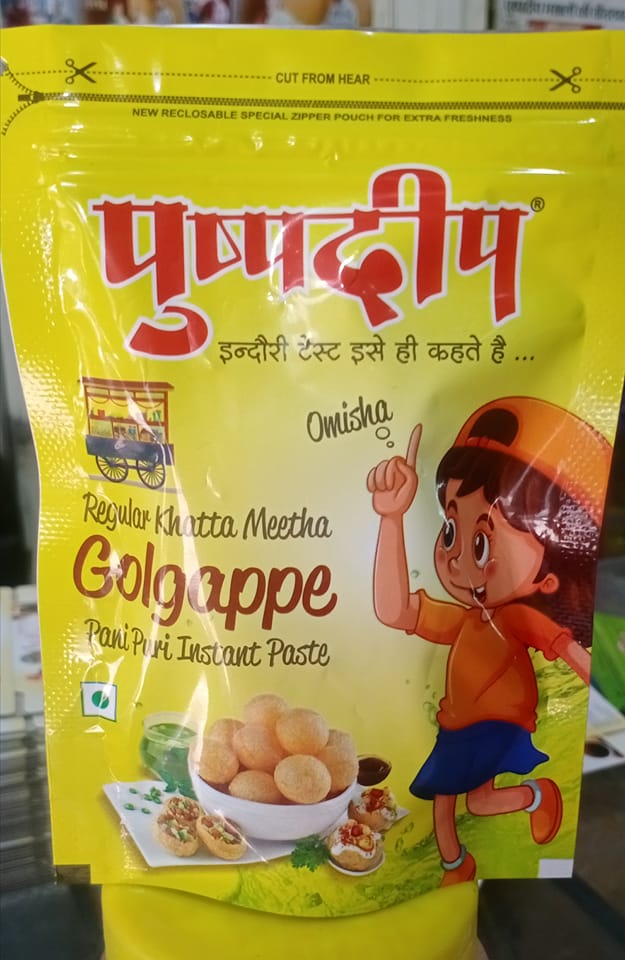 CUT FROM HEAR
NEW RECLOSABLE SPECIAL ZIPPER POUCH FOR EXTRA FRESHNESS
पुष्पदीप®
इन्दौरी टेस्ट इसे ही कहते है ...
Omisha
Regular Khatta Meetha
Golgappe
Pani Puri Instant Paste